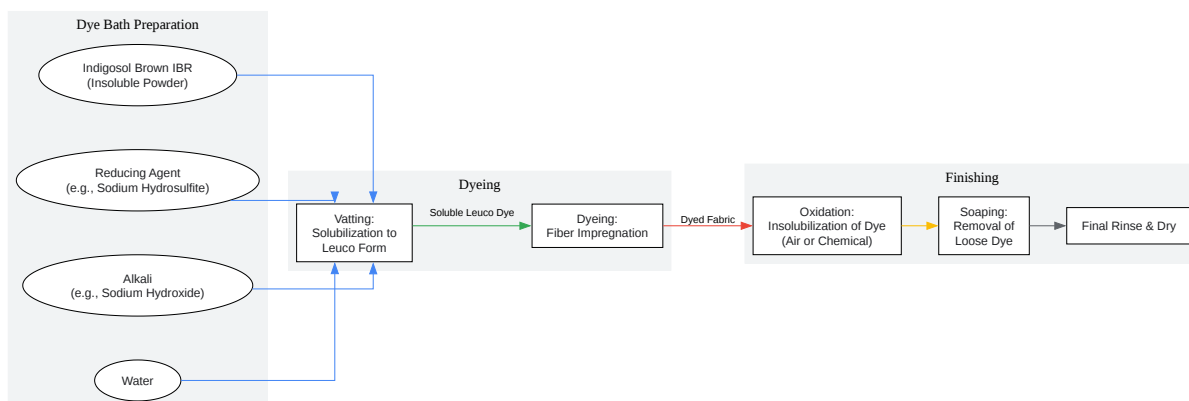 Dye Bath Preparation
Indigosol Brown IBR
(Insoluble Powder)
Reducing Agent
(e.g., Sodium Hydrosulfite)
Alkali
(e.g., Sodium Hydroxide)
Water
Dyeing
Vatting:
Solubilization to
Leuco Form
Soluble Leuco Dye
Dyeing:
Fiber Impregnation
Dyed Fabric
Finishing
Oxidation:
Insolubilization of Dye
(Air or Chemical)
Soaping:
Removal of
Loose Dye
Final Rinse & Dry